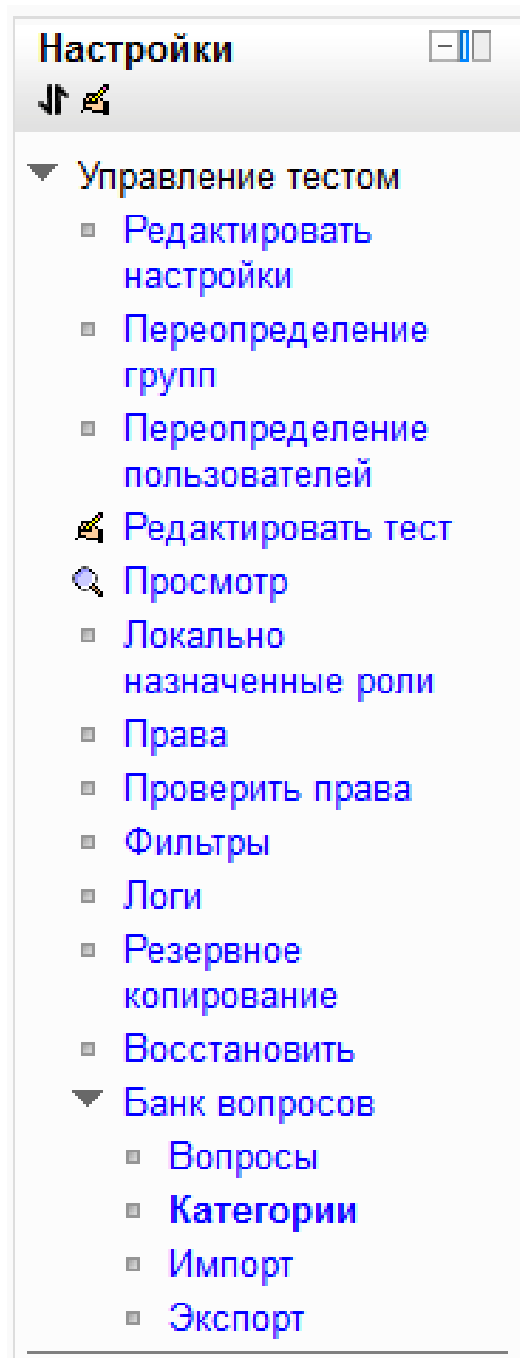 Настройки
Управление тестом
Редактировать
настройки
Переопределение
групп
Переопределение
пользователей
Редактировать тест
Просмотр
Локально
назначенные роли
Права
Проверить права
Фильтры
Логи
Резервное
копирование
Восстановить
Банк вопросов
Вопросы
Категории
Импорт
Экспорт